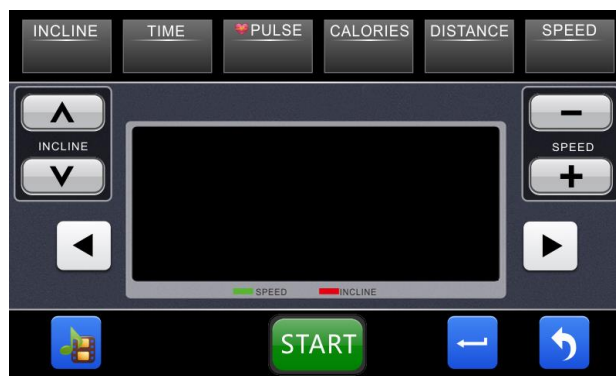 INCLINE TIME PULSE CALORIES DISTANCE SPEED
INCLINE
SPEED
SPEED INCLINE
START